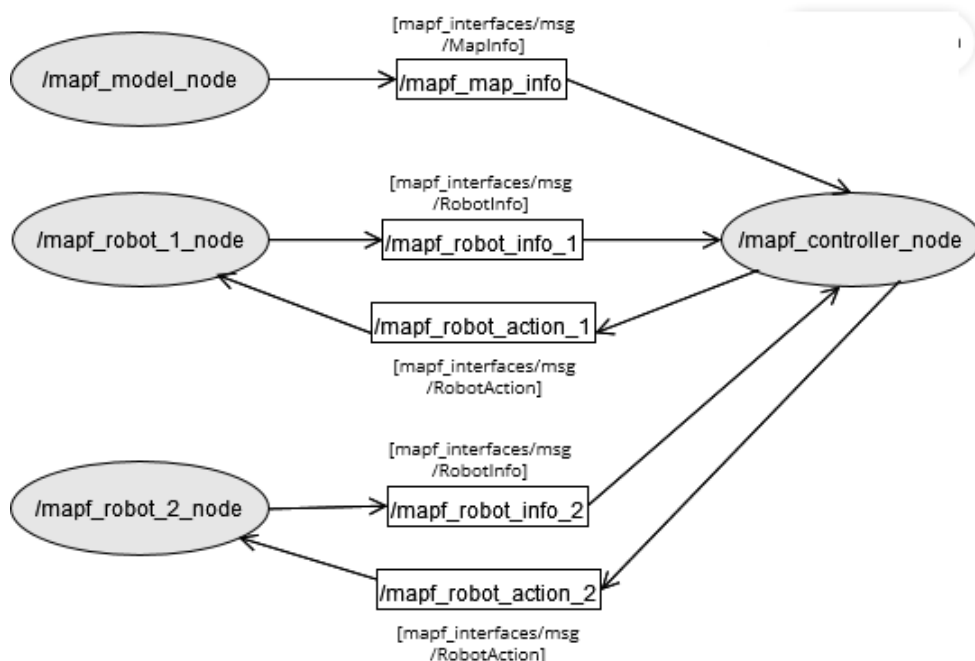 [mapf_interfaces/msg
/MapInfo]
/mapf_model_node
/mapf_map_info
[mapf_interfaces/msg
/RobotInfo]
/mapf_robot_1_node
/mapf_robot_info_1
/mapf_controller_node
/mapf_robot_action_1
[mapf_interfaces/msg
/RobotAction]
[mapf_interfaces/msg
/RobotInfo]
/mapf_robot_2_node
/mapf_robot_info_2
/mapf_robot_action_2
[mapf_interfaces/msg
/RobotAction]